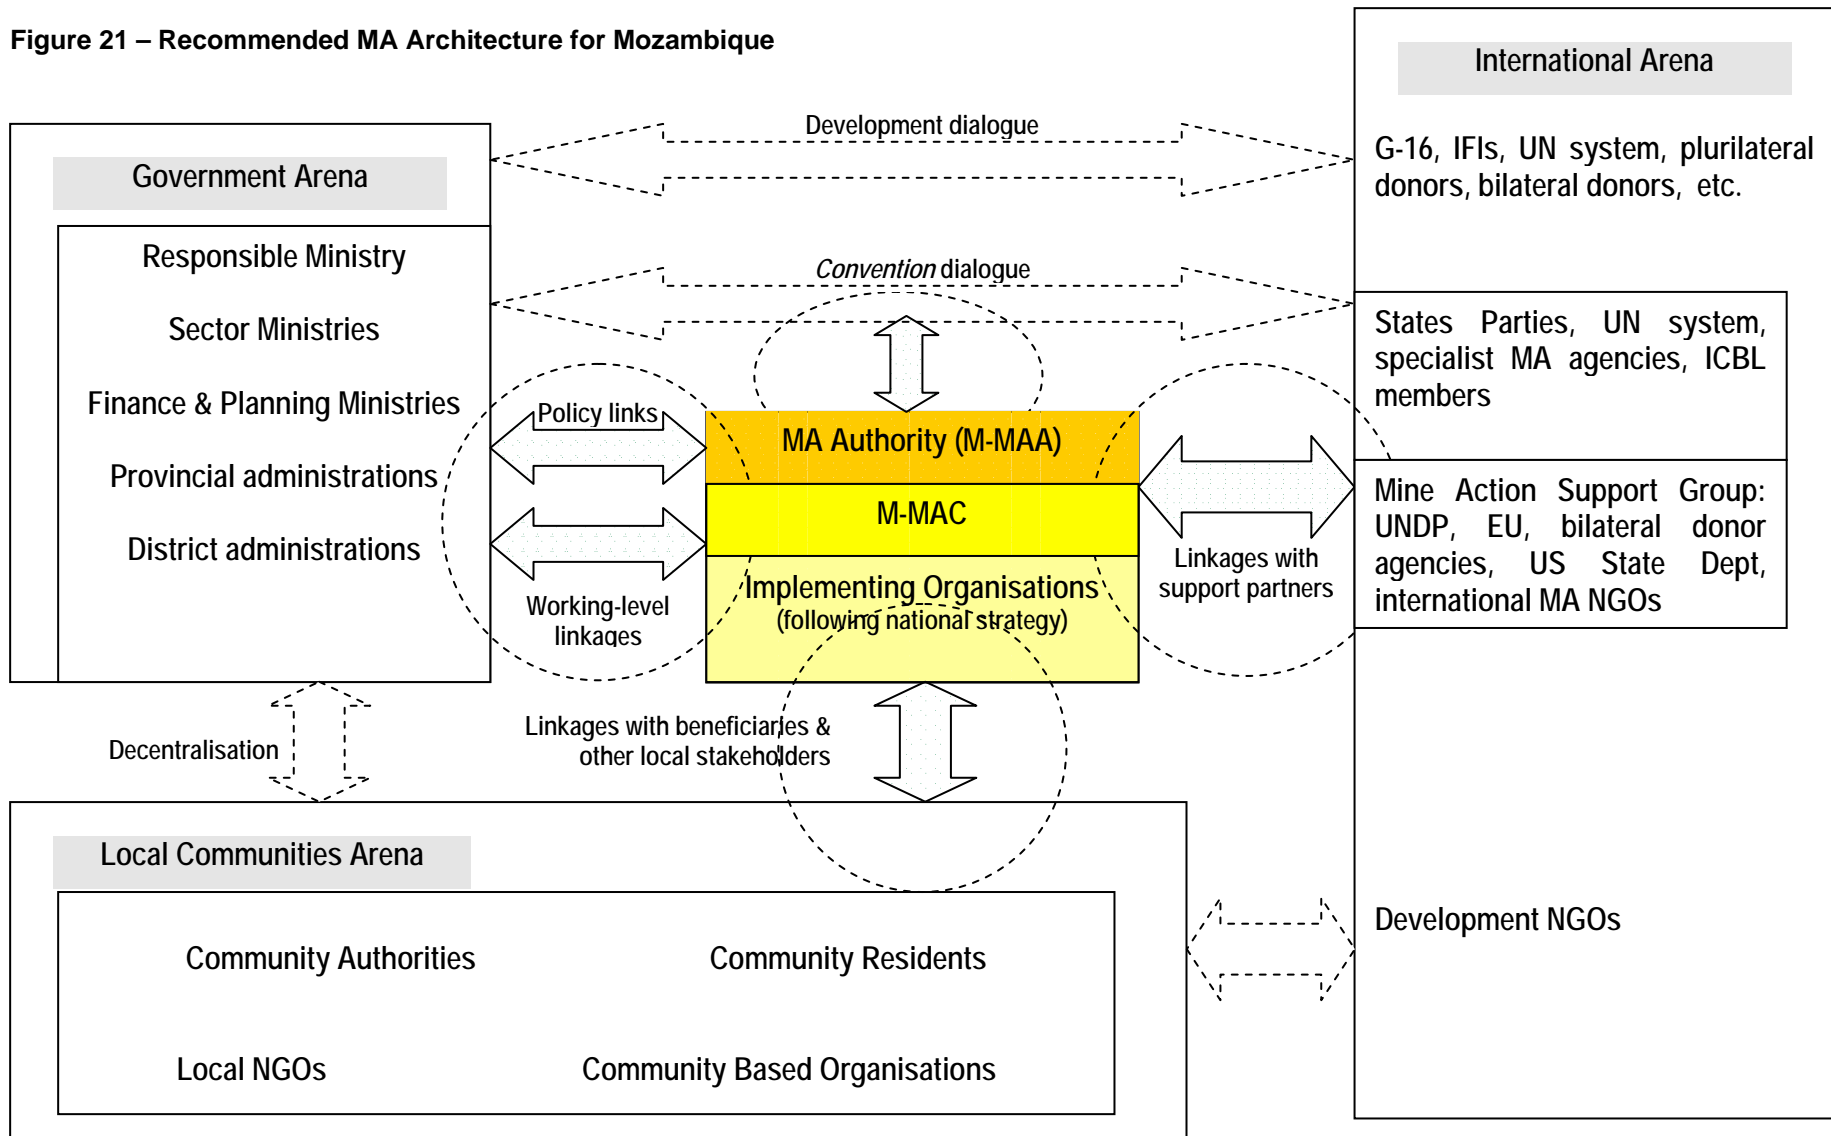 Figure 21 – Recommended MA Architecture for Mozambique
International Arena
Development dialogue
G-16, IFIs, UN system, plurilateral
donors, bilateral donors, etc.
Government Arena
Responsible Ministry
Sector Ministries
Finance & Planning Ministries
Provincial administrations
District administrations
Convention dialogue
States Parties, UN system,
specialist MA agencies, ICBL
members
Policy links
MA Authority (M-MAA)
M-MAC
Implementing Organisations
(following national strategy)
Working-level
linkages
Linkages with
support partners
Mine Action Support Group:
UNDP, EU, bilateral donor
agencies, US State Dept,
international MA NGOs
Decentralisation
Linkages with beneficiaries &
other local stakeholders
Local Communities Arena
Community Authorities
Community Residents
Local NGOs
Community Based Organisations
Development NGOs